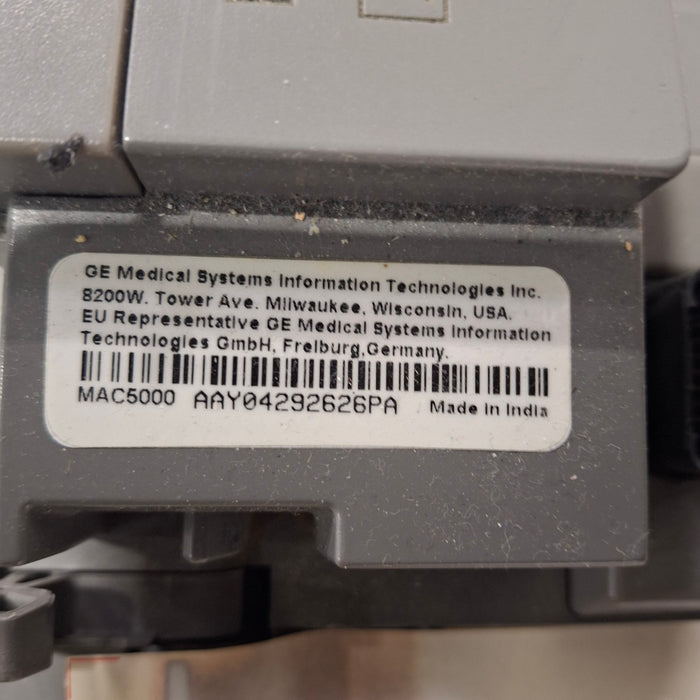 GE Medical Systems Information Technologies Inc.
8200W. Tower Ave. Milwaukee, Wisconsin, USA.
EU Representative GE Medical Systems Information
Technologies GmbH, Freiburg,Germany.
MAC5000 AAY04292626PA Made in India